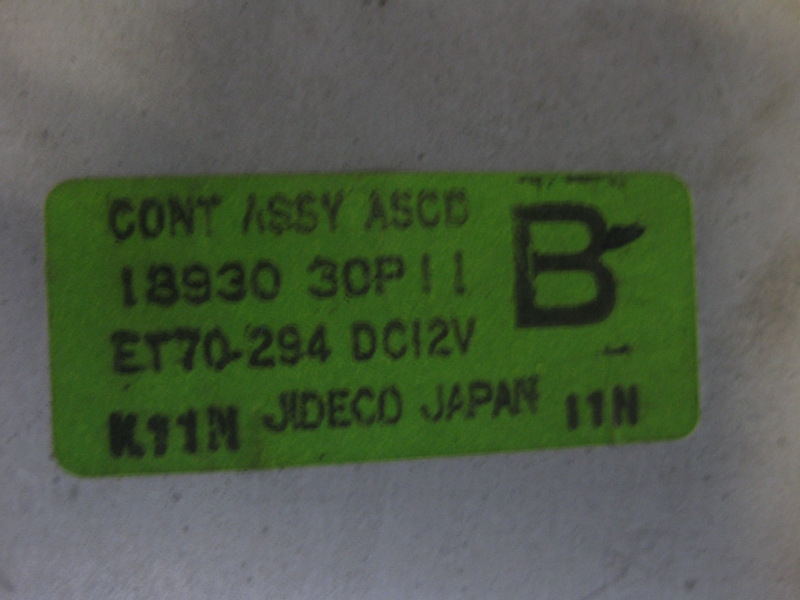 CONT ASSY ASCD
18930 30P11
B
ET70-294 DC12V
K11N JIDECO JAPAN 11N